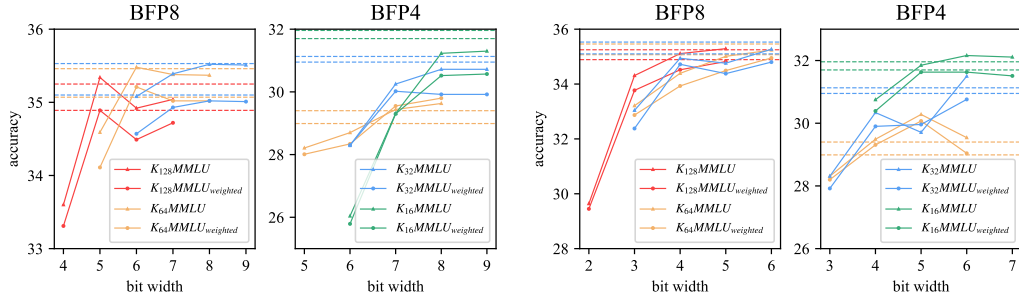 BFP8
accuracy
36
35
34
33
4 5 6 7 8 9
bit width
K128MMLU
K128MMLUweighted
K64MMLU
K64MMLUweighted
BFP4
32
30
28
26
5 6 7 8 9
bit width
K32MMLU
K32MMLUweighted
K16MMLU
K16MMLUweighted
BFP8
accuracy
36
34
32
30
28
2 3 4 5 6
bit width
K128MMLU
K128MMLUweighted
K64MMLU
K64MMLUweighted
BFP4
32
30
28
26
3 4 5 6 7
bit width
K32MMLU
K32MMLUweighted
K16MMLU
K16MMLUweighted